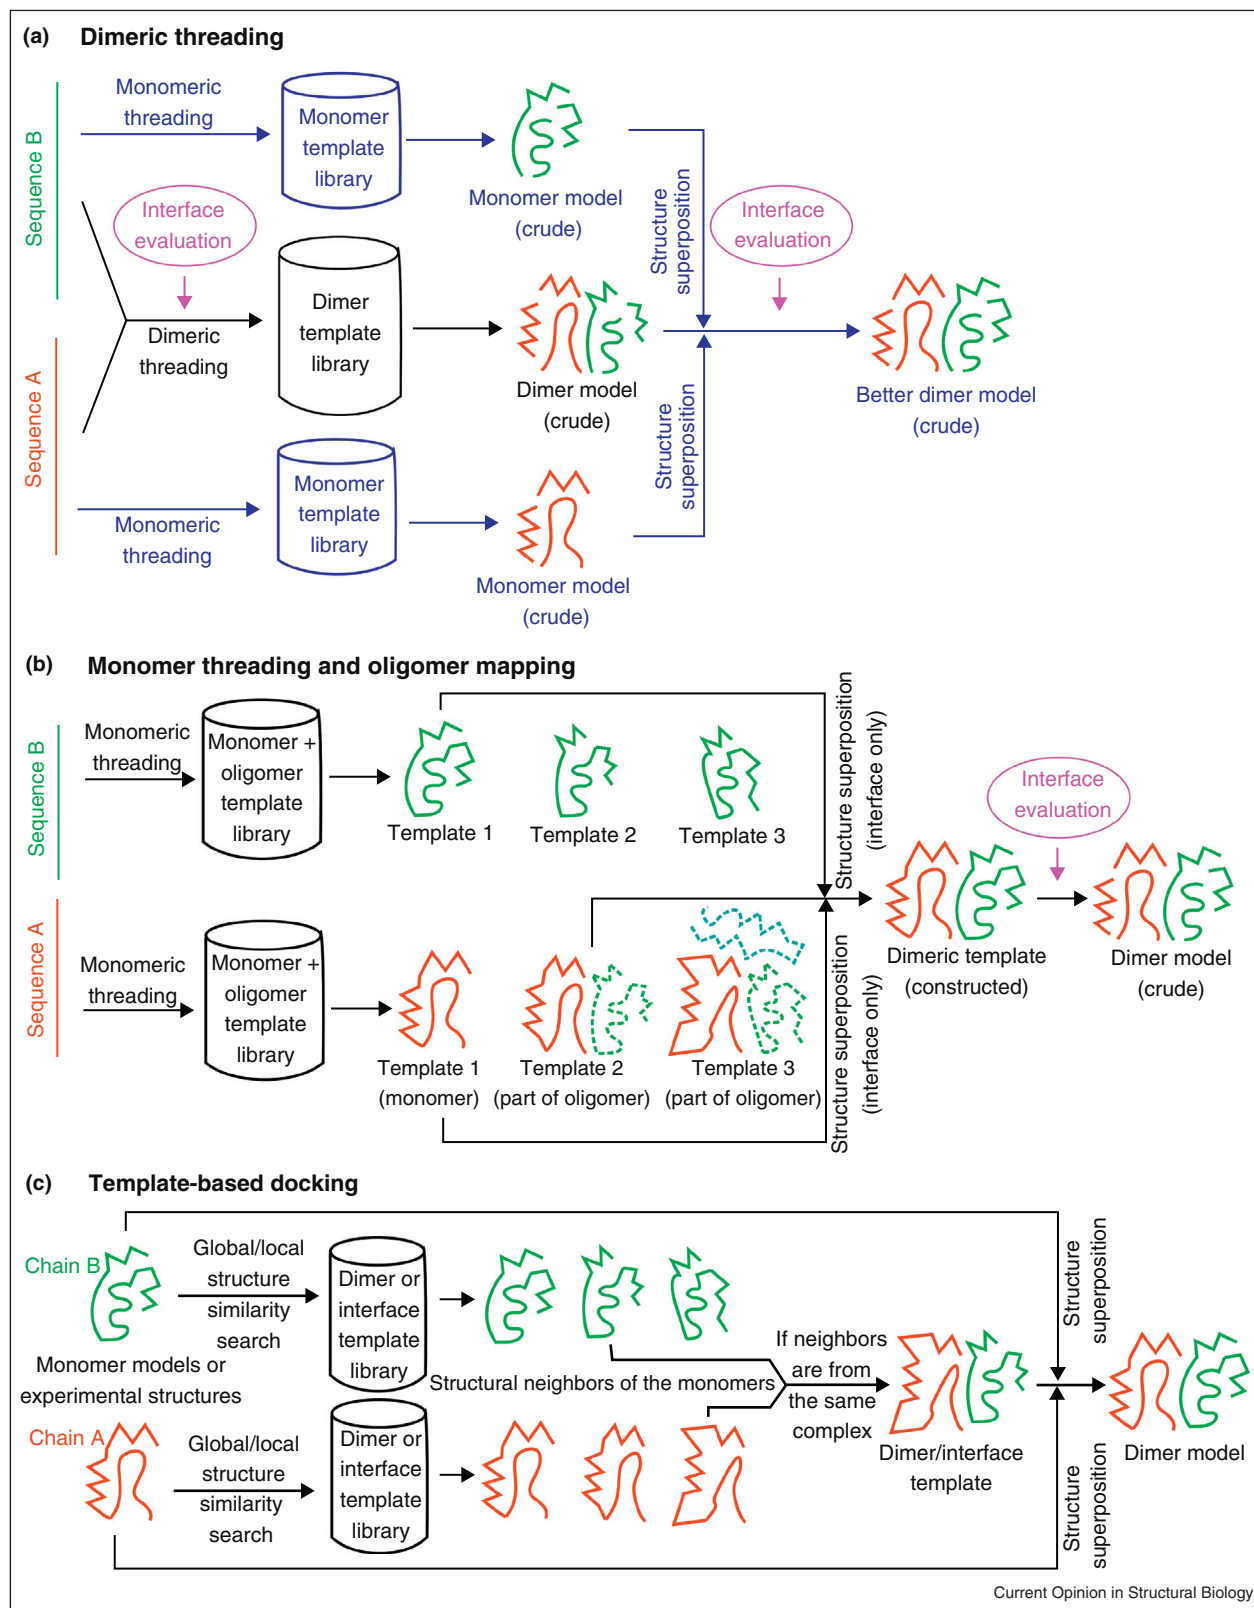 (a) Dimeric threading
Sequence B
Monomeric
threading
Monomer
template
library
Monomer model
(crude)
Structure
superposition
Interface
evaluation
Interface
evaluation
Dimeric
threading
Dimer
template
library
Dimer model
(crude)
Better dimer model
(crude)
Sequence A
Monomeric
threading
Monomer
template
library
Monomer model
(crude)
Structure
superposition
(b) Monomer threading and oligomer mapping
Sequence B
Monomeric
threading
Monomer +
oligomer
template
library
Template 1
Template 2
Template 3
Structure superposition
(interface only)
Interface
evaluation
Sequence A
Monomeric
threading
Monomer +
oligomer
template
library
Template 1
(monomer)
Template 2
(part of oligomer)
Template 3
(part of oligomer)
Structure superposition
(interface only)
Dimeric template
(constructed)
Dimer model
(crude)
(c) Template-based docking
Chain B
Global/local
structure
similarity
search
Dimer or
interface
template
library
Structure
superposition
Monomer models or
experimental structures
Structural neighbors of the monomers
If neighbors
are from
the same
complex
Chain A
Global/local
structure
similarity
search
Dimer or
interface
template
library
Dimer/interface
template
Structure
superposition
Dimer model
Current Opinion in Structural Biology